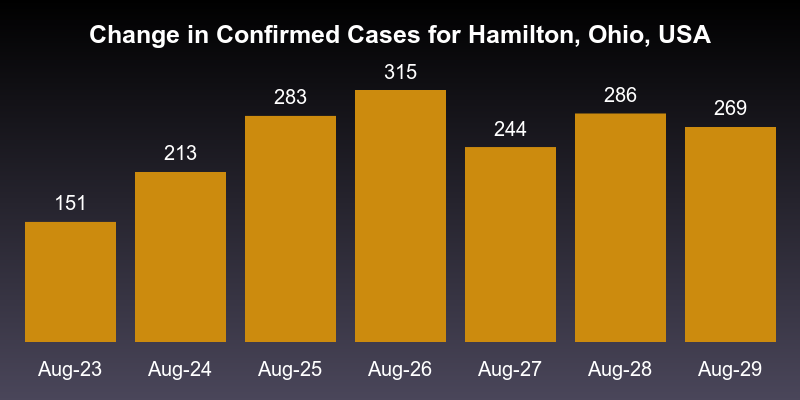 Change in Confirmed Cases for Hamilton, Ohio, USA
151
213
283
315
244
286
269
Aug-23
Aug-24
Aug-25
Aug-26
Aug-27
Aug-28
Aug-29